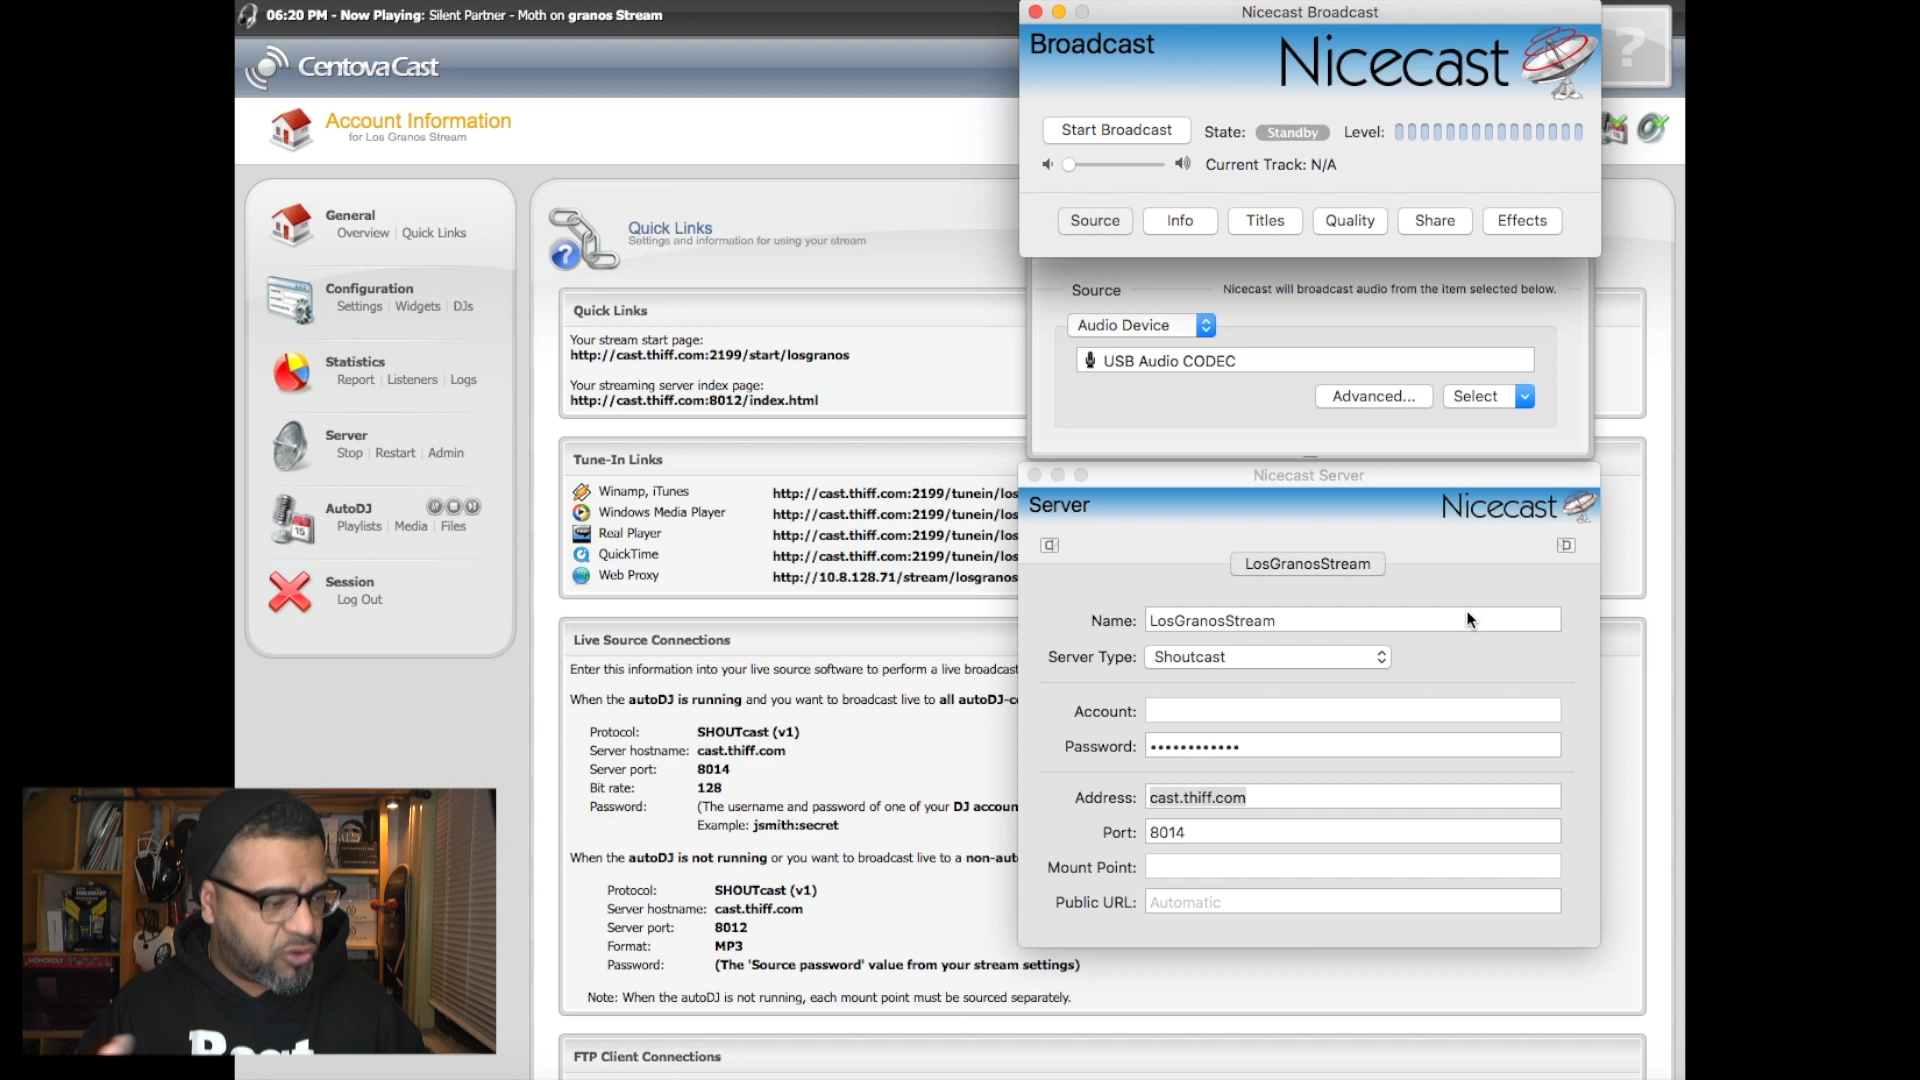 06:20 PM - Now Playing: Silent Partner - Moth on granos Stream
CentovaCast
Account Information
for Los Granos Stream
General
Overview | Quick Links
Configuration
Settings | Widgets | DJs
Statistics
Report | Listeners | Logs
Server
Stop | Restart | Admin
AutoDJ
Playlists | Media | Files
15
Session
Log Out
Quick Links
Settings and information for using your stream
Quick Links
Your stream start page:
http://cast.thiff.com:2199/start/losgranos
Your streaming server index page:
http://cast.thiff.com:8012/index.html
Tune-In Links
Winamp, iTunes http://cast.thiff.com:2199/tunein/los
Windows Media Player http://cast.thiff.com:2199/tunein/los
Real Player http://cast.thiff.com:2199/tunein/los
QuickTime http://cast.thiff.com:2199/tunein/los
Web Proxy http://10.8.128.71/stream/losgranos
Live Source Connections
Enter this information into your live source software to perform a live broadcast
When the autoDJ is running and you want to broadcast live to all autoDJ-c
Protocol: SHOUTcast (v1)
Server hostname: cast.thiff.com
Server port: 8014
Bit rate: 128
Password: (The username and password of one of your DJ accoun
Example: jsmith:secret
When the autoDJ is not running or you want to broadcast live to a non-aut
Protocol: SHOUTcast (v1)
Server hostname: cast.thiff.com
Server port: 8012
Format: MP3
Password: (The 'Source password' value from your stream settings)
Note: When the autoDJ is not running, each mount point must be sourced separately.
FTP Client Connections
Nicecast Broadcast
Broadcast
Nicecast
Start Broadcast State: Standby Level:
Current Track: N/A
Source Info Titles Quality Share Effects
Source Nicecast will broadcast audio from the item selected below.
Audio Device
USB Audio CODEC
Advanced... Select
Nicecast Server
Server
Nicecast
LosGranosStream
Name: LosGranosStream
Server Type: Shoutcast
Account:
Password: ••••••••••••
Address: cast.thiff.com
Port: 8014
Mount Point:
Public URL: Automatic
MONOPOLY